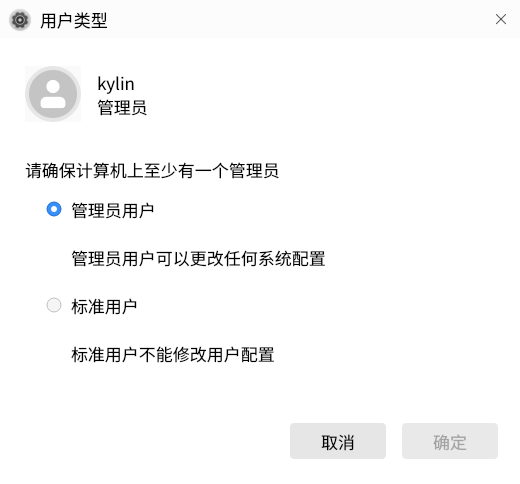 用户类型
kylin
管理员
请确保计算机上至少有一个管理员
管理员用户
管理员用户可以更改任何系统配置
标准用户
标准用户不能修改用户配置
取消
确定